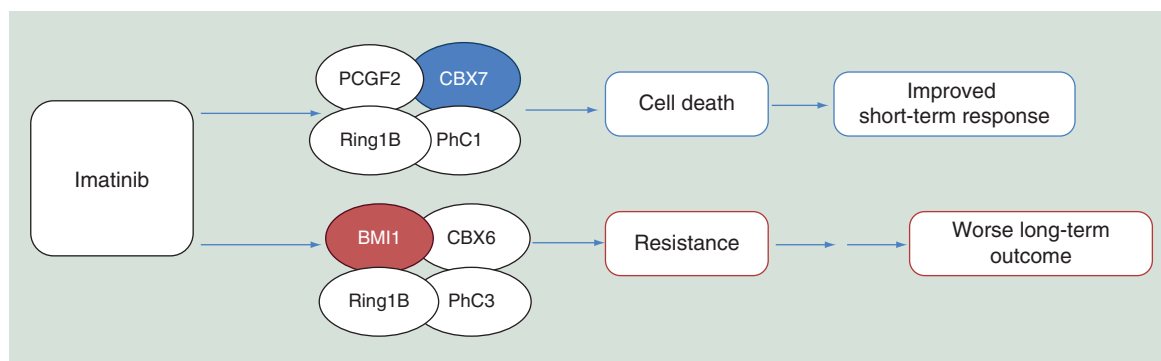 Imatinib
PCGF2
CBX7
Ring1B
PhC1
Cell death
Improved
short-term response
BMI1
CBX6
Ring1B
PhC3
Resistance
Worse long-term
outcome